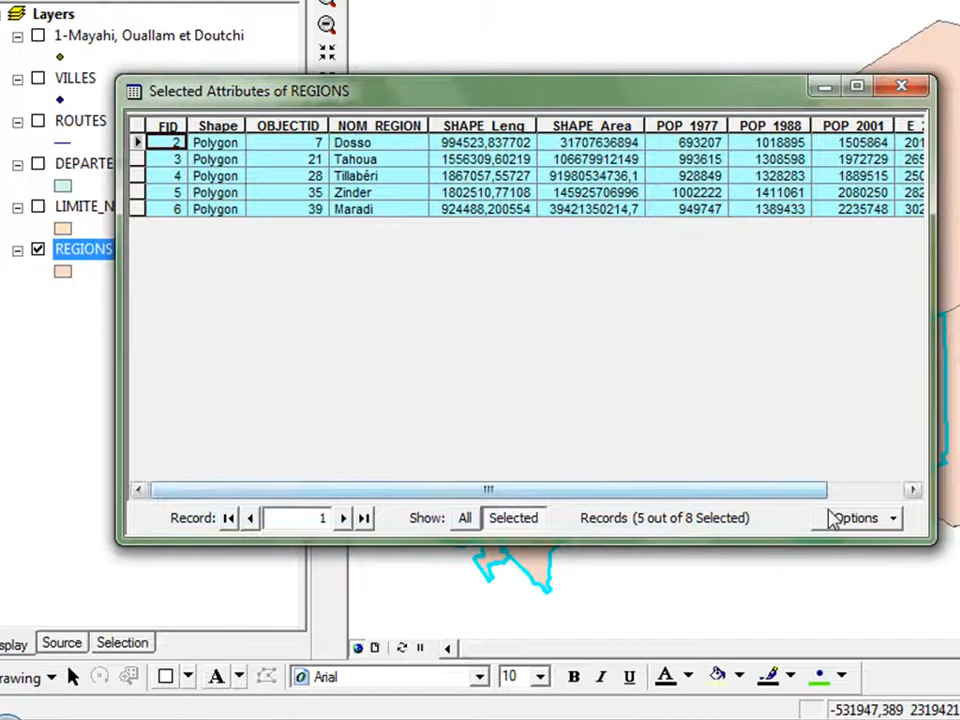 Layers
1-Mayahi, Ouallam et Doutchi
VILLES
ROUTES
DEPARTE
LIMITE_N
REGIONS
Selected Attributes of REGIONS
FID Shape OBJECTID NOM_REGION SHAPE_Leng SHAPE_Area POP_1977 POP_1988 POP_2001
2 Polygon 7 Dosso 994523,837702 31707636894 693207 1018895 1505864 201
3 Polygon 21 Tahoua 1556309,60219 106679912149 993615 1308598 1972729 265
4 Polygon 28 Tillabéri 1867057,55727 91980534736,1 928849 1328283 1889515 250
5 Polygon 35 Zinder 1802510,77108 145925706996 1002222 1411061 2080250 282
6 Polygon 39 Maradi 924488,200554 39421350214,7 949747 1389433 2235748 302
Record: 1 Show: All Selected Records (5 out of 8 Selected) Options
splay Source Selection
rawing A Arial 10 B I U A
-531947,389 2319421